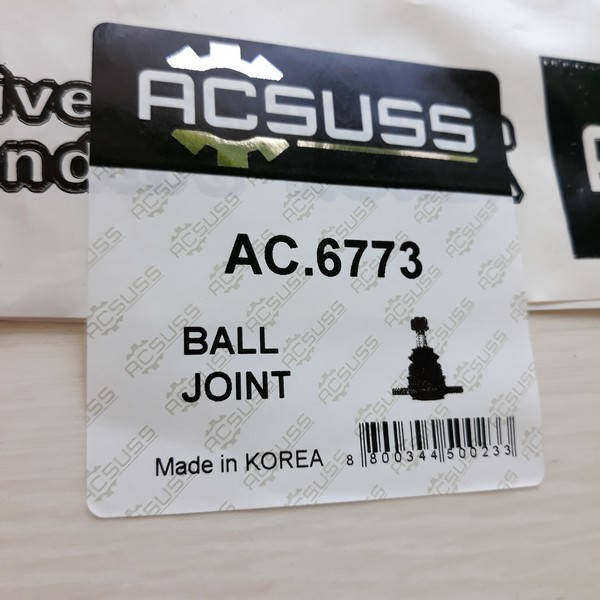 ACSUSS
AC.6773
BALL
JOINT
Made in KOREA
8 800344 500233